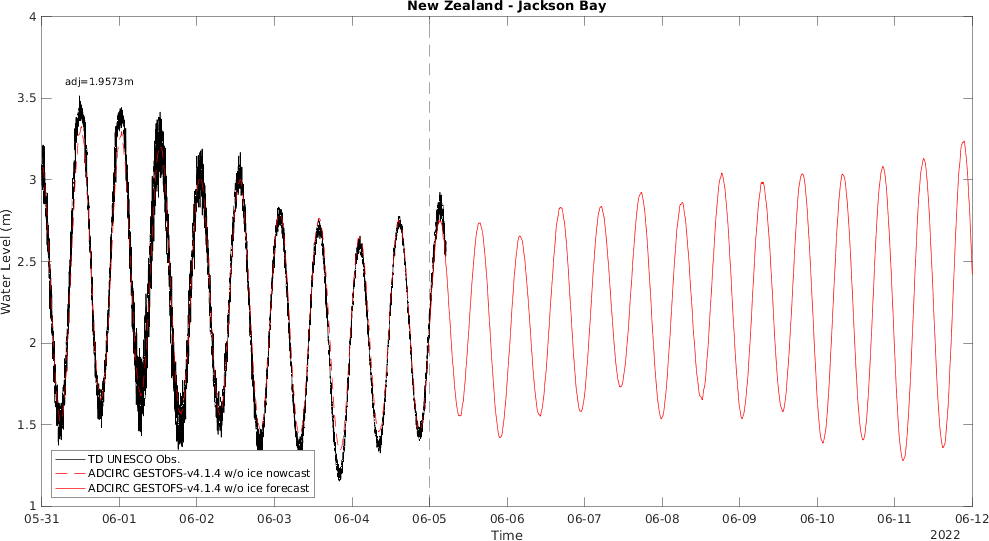 New Zealand - Jackson Bay
adj=1.9573m
4
3.5
3
2.5
2
1.5
1
Water Level (m)
TD UNESCO Obs.
ADCIRC GESTOFS-v4.1.4 w/o ice nowcast
ADCIRC GESTOFS-v4.1.4 w/o ice forecast
05-31 06-01 06-02 06-03 06-04 06-05 06-06 06-07 06-08 06-09 06-10 06-11 06-12
Time
2022